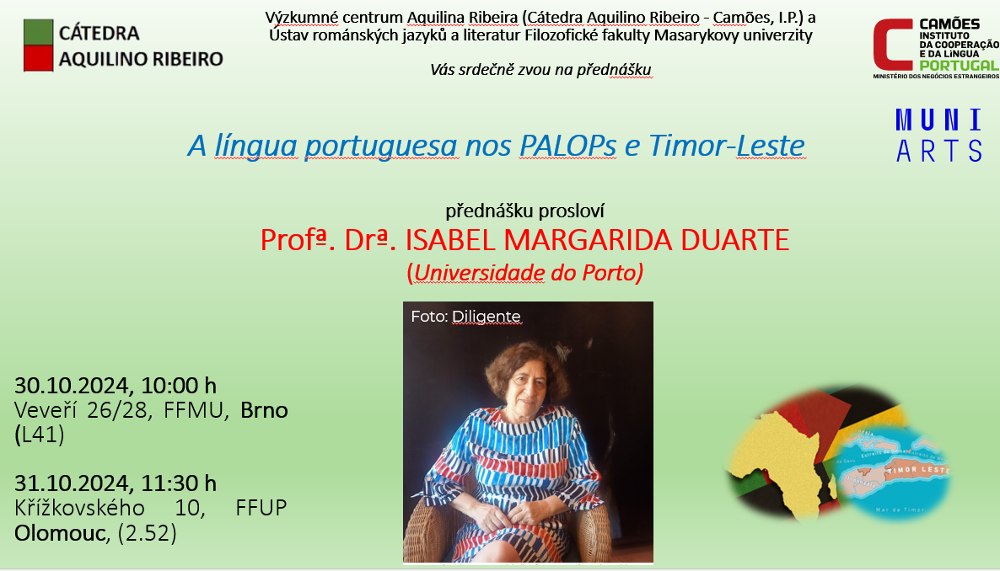 CÁTEDRA
AQUILINO RIBEIRO
Výzkumné centrum Aquilina Ribeira (Cátedra Aquilino Ribeiro - Camões, I.P.) a
Ústav románských jazyků a literatur Filozofické fakulty Masarykovy univerzity
Vás srdečně zvou na přednášku
CAMÕES
INSTITUTO
DA COOPERAÇÃO
E DA LÍNGUA
PORTUGAL
MINISTÉRIO DOS NEGÓCIOS ESTRANGEIROS
MUNI
ARTS
A língua portuguesa nos PALOPs e Timor-Leste
přednášku prosloví
Profª. Drª. ISABEL MARGARIDA DUARTE
(Universidade do Porto)
Foto: Diligente
30.10.2024, 10:00 h
Veveří 26/28, FFMU, Brno
(L41)
31.10.2024, 11:30 h
Křížkovského 10, FFUP
Olomouc, (2.52)
Estreito de
TIMOR LESTE
Mar de Timor